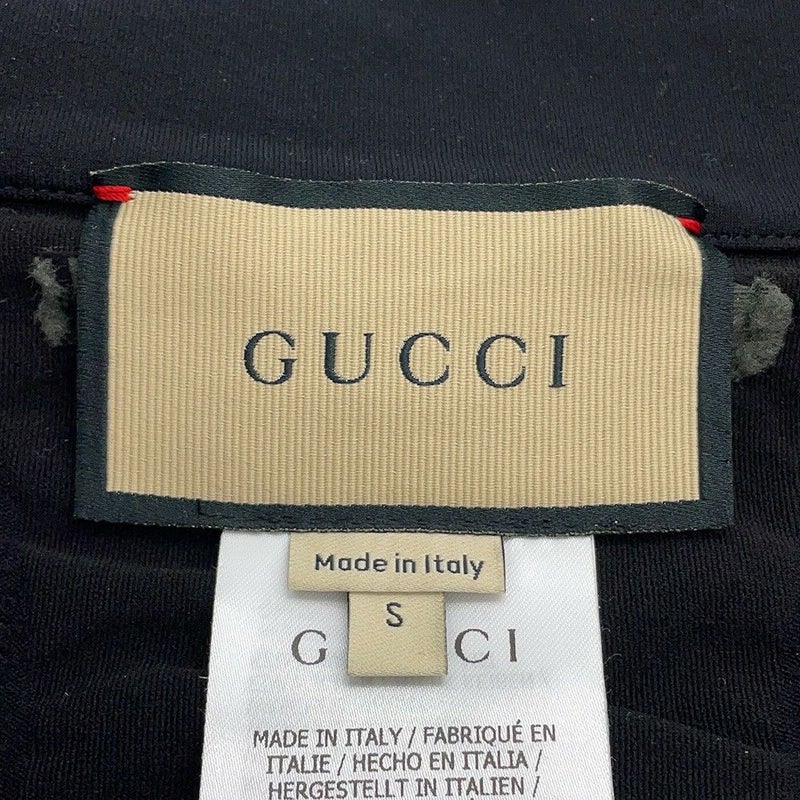 GUCCI
Made in Italy
S
G CI
MADE IN ITALY / FABRIQUÉ EN
ITALIE / HECHO EN ITALIA /
HERGESTELLT IN ITALIEN /